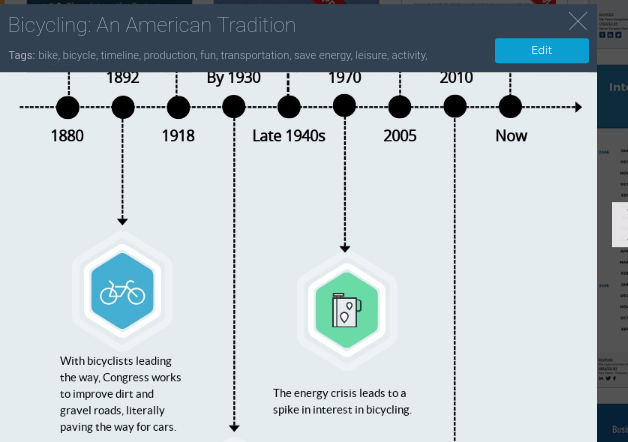 Bicycling: An American Tradition
Tags: bike, bicycle, timeline, production, fun, transportation, save energy, leisure, activity,
Edit
1892 By 1930 1970 2010
1880 1918 Late 1940s 2005 Now
With bicyclists leading
the way, Congress works
to improve dirt and
gravel roads, literally
paving the way for cars.
The energy crisis leads to a
spike in interest in bicycling.
Inte
Busi